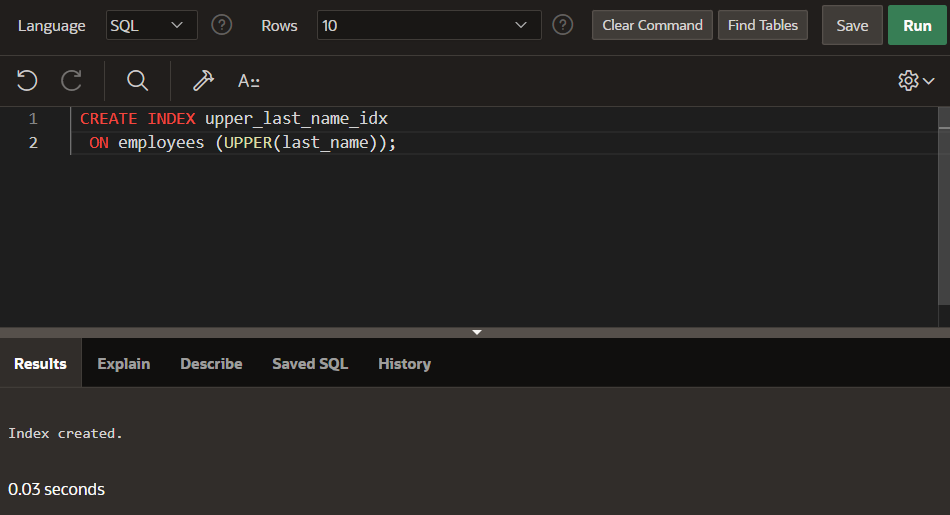 Language SQL Rows 10 Clear Command Find Tables Save Run
A::
1 CREATE INDEX upper_last_name_idx
2 ON employees (UPPER(last_name));
Results Explain Describe Saved SQL History
Index created.
0.03 seconds